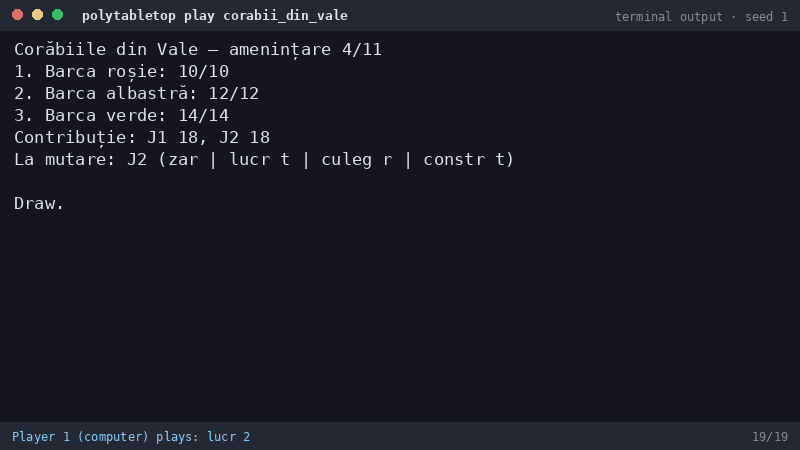 polytabletop play corabii_din_vale
terminal output · seed 1
Corăbiile din Vale — amenințare 4/11
1. Barca roșie: 10/10
2. Barca albastră: 12/12
3. Barca verde: 14/14
Contribuție: J1 18, J2 18
La mutare: J2 (zar | lucr t | culeg r | constr t)
Draw.
Player 1 (computer) plays: lucr 2
19/19